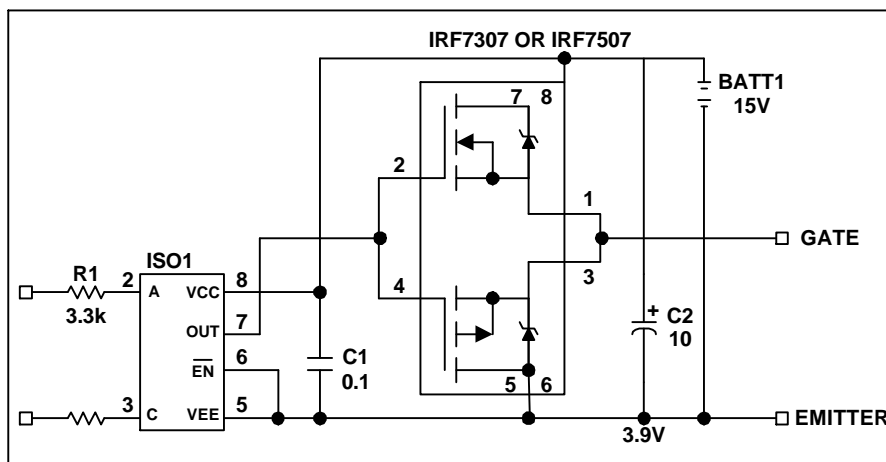 IRF7307 OR IRF7507
BATT1
15V
7 8
2
1
GATE
3
R1
3.3k
ISO1
2
A
VCC
8
OUT
7
EN
6
3
C
VEE
5
4
C1
0.1
5 6
+
C2
10
3.9V
EMITTER